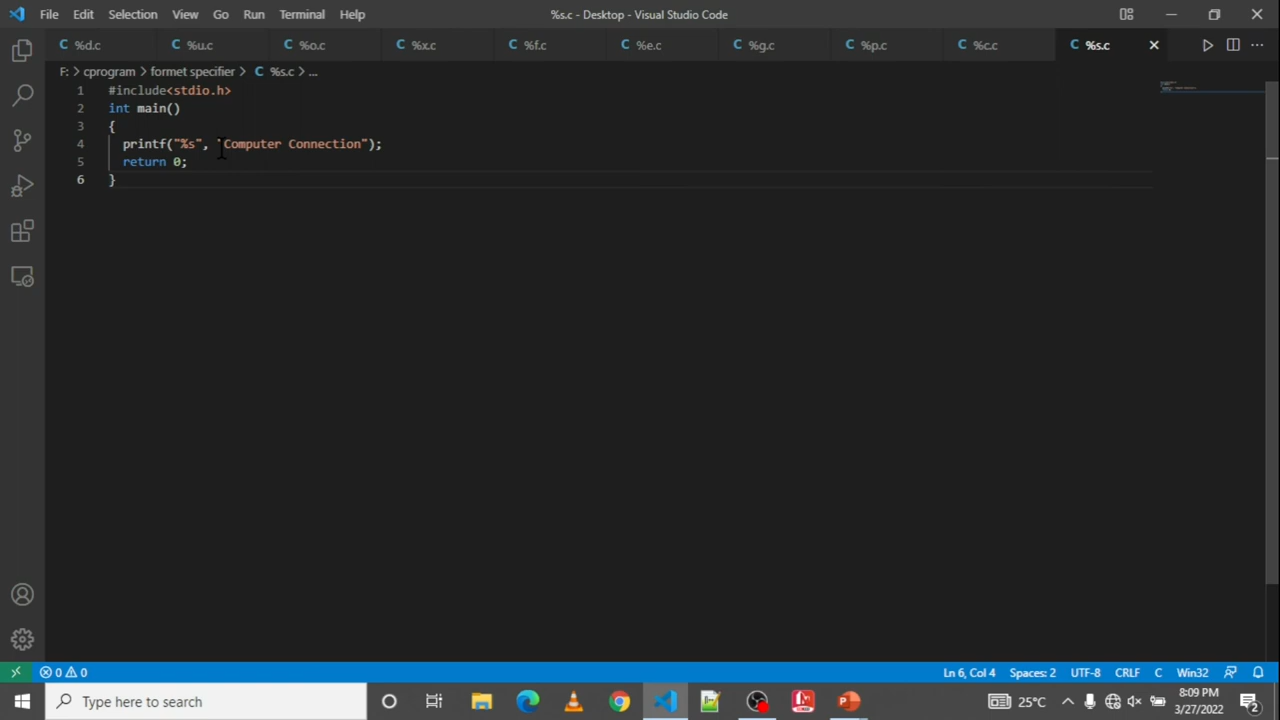 File Edit Selection View Go Run Terminal Help %s.c - Desktop - Visual Studio Code
C %d.c C %u.c C %o.c C %x.c C %f.c C %e.c C %g.c C %p.c C %c.c C %s.c
F: > cprogram > formet specifier > C %s.c > ...
1 #include<stdio.h>
2 int main()
3 {
4 printf("%s", "Computer Connection");
5 return 0;
6 }
0 0 Ln 6, Col 4 Spaces: 2 UTF-8 CRLF C Win32
Type here to search 25°C 8:09 PM
3/27/2022 2